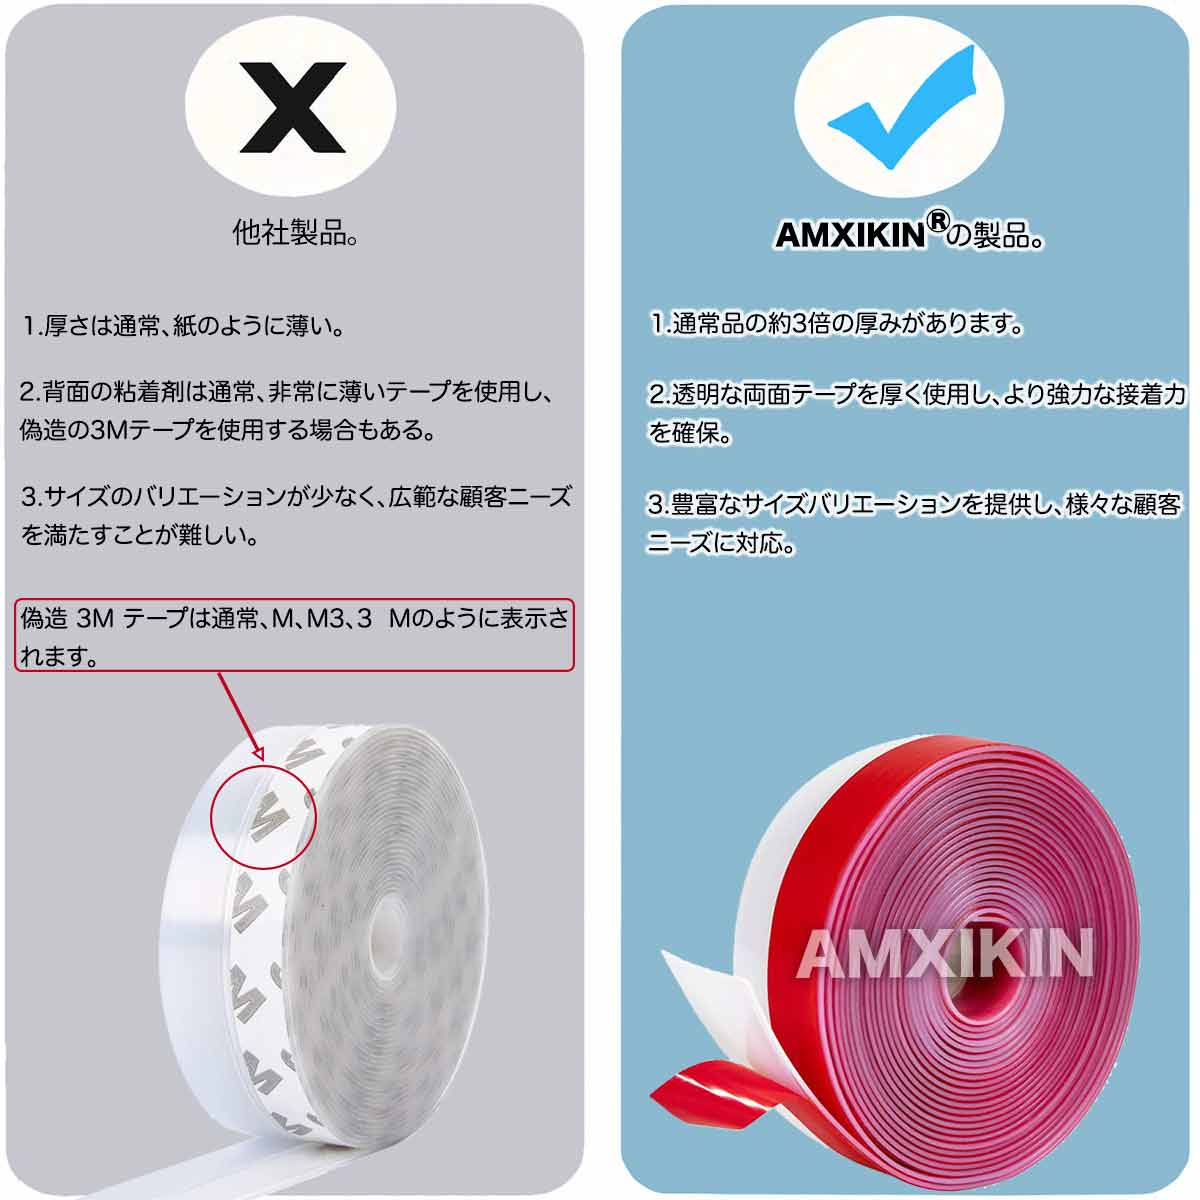 X
他社製品。
1.厚さは通常、紙のように薄い。
2.背面の粘着剤は通常、非常に薄いテープを使用し、
偽造の3Mテープを使用する場合もある。
3.サイズのバリエーションが少なく、広範な顧客ニーズ
を満たすことが難しい。
偽造 3M テープは通常、M、M3、3 Mのように表示さ
れます。
M
M
M
M
M
M
AMXIKIN®の製品。
1.通常品の約3倍の厚みがあります。
2.透明な両面テープを厚く使用し、より強力な接着力
を確保。
3.豊富なサイズバリエーションを提供し、様々な顧客
ニーズに対応。
AMXIKIN